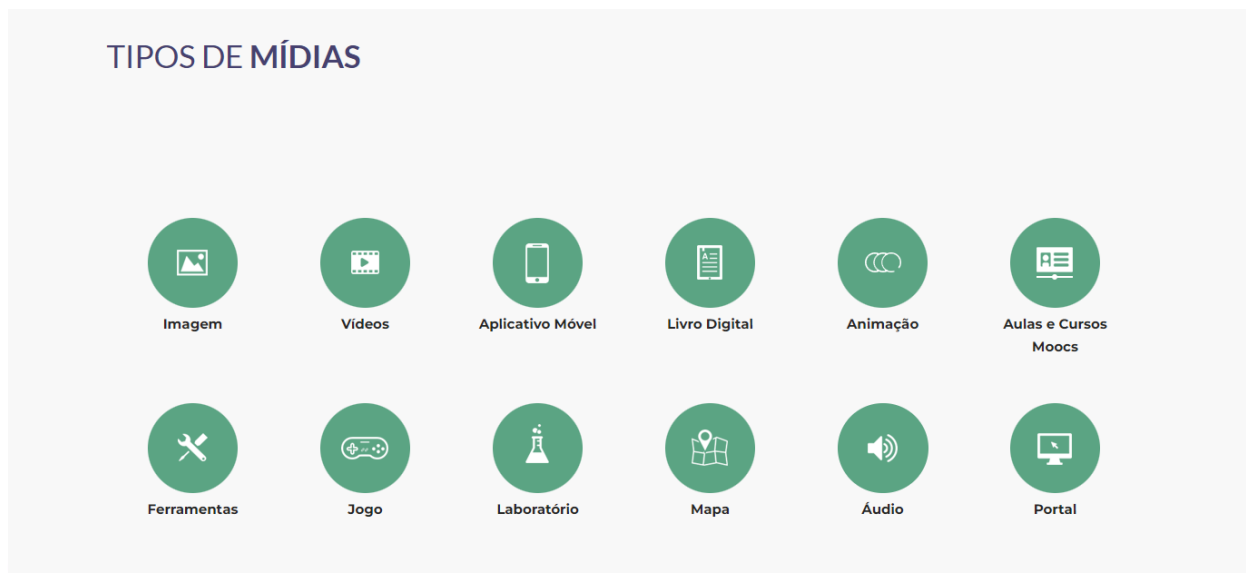 TIPOS DE MÍDIAS
Imagem
Vídeos
Aplicativo Móvel
Livro Digital
Animação
Aulas e Cursos
Moocs
Ferramentas
Jogo
Laboratório
Mapa
Áudio
Portal